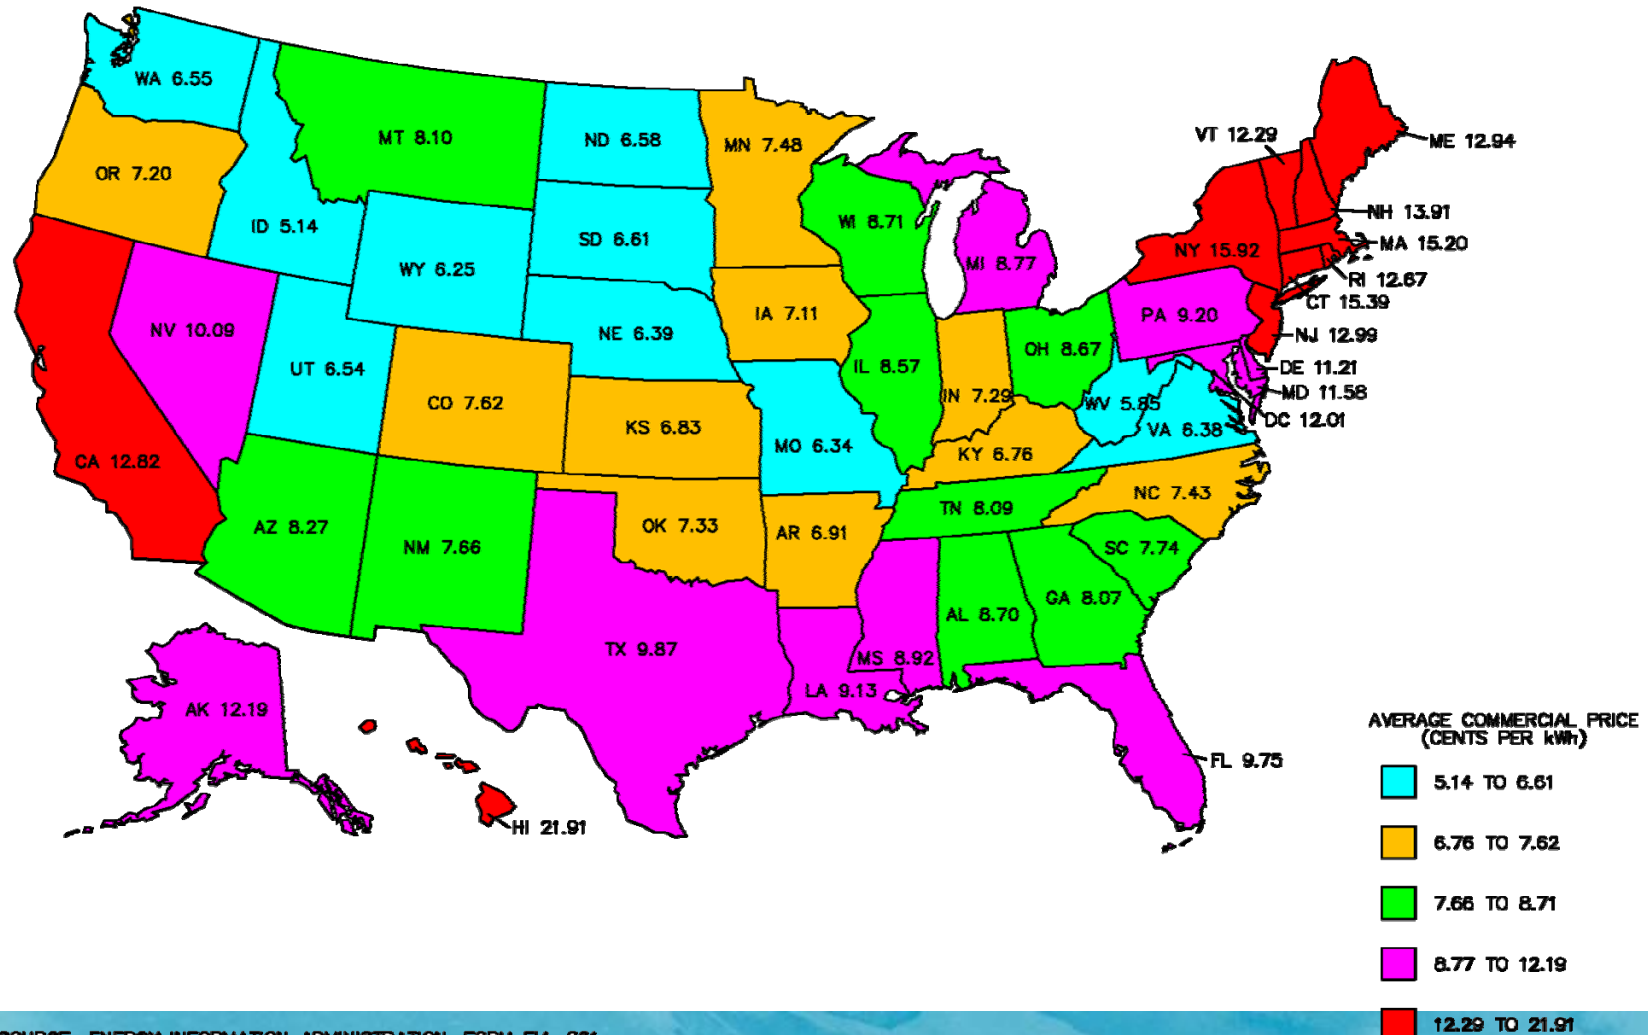 WA 6.55
MT 8.10
ND 6.58
MN 7.48
VT 12.29
ME 12.94
OR 7.20
ID 5.14
SD 6.61
WI 8.71
NH 13.91
WY 6.25
MI 8.77
NY 15.92
MA 15.20
RI 12.67
CT 15.39
NV 10.09
NE 6.39
IA 7.11
PA 9.20
NJ 12.99
UT 6.54
IL 8.57
OH 8.67
DE 11.21
CO 7.62
IN 7.29
WV 5.85
MD 11.58
DC 12.01
CA 12.82
KS 6.83
MO 6.34
KY 6.76
VA 6.38
AZ 8.27
NM 7.66
OK 7.33
AR 6.91
TN 8.09
NC 7.43
SC 7.74
TX 9.87
MS 8.92
AL 8.70
GA 8.07
LA 9.13
AK 12.19
HI 21.91
FL 9.75
AVERAGE COMMERCIAL PRICE
(CENTS PER kWh)
5.14 TO 6.61
6.76 TO 7.62
7.66 TO 8.71
8.77 TO 12.19
12.29 TO 21.91
SOURCE: ENERGY INFORMATION ADMINISTRATION, FORM EIA-861